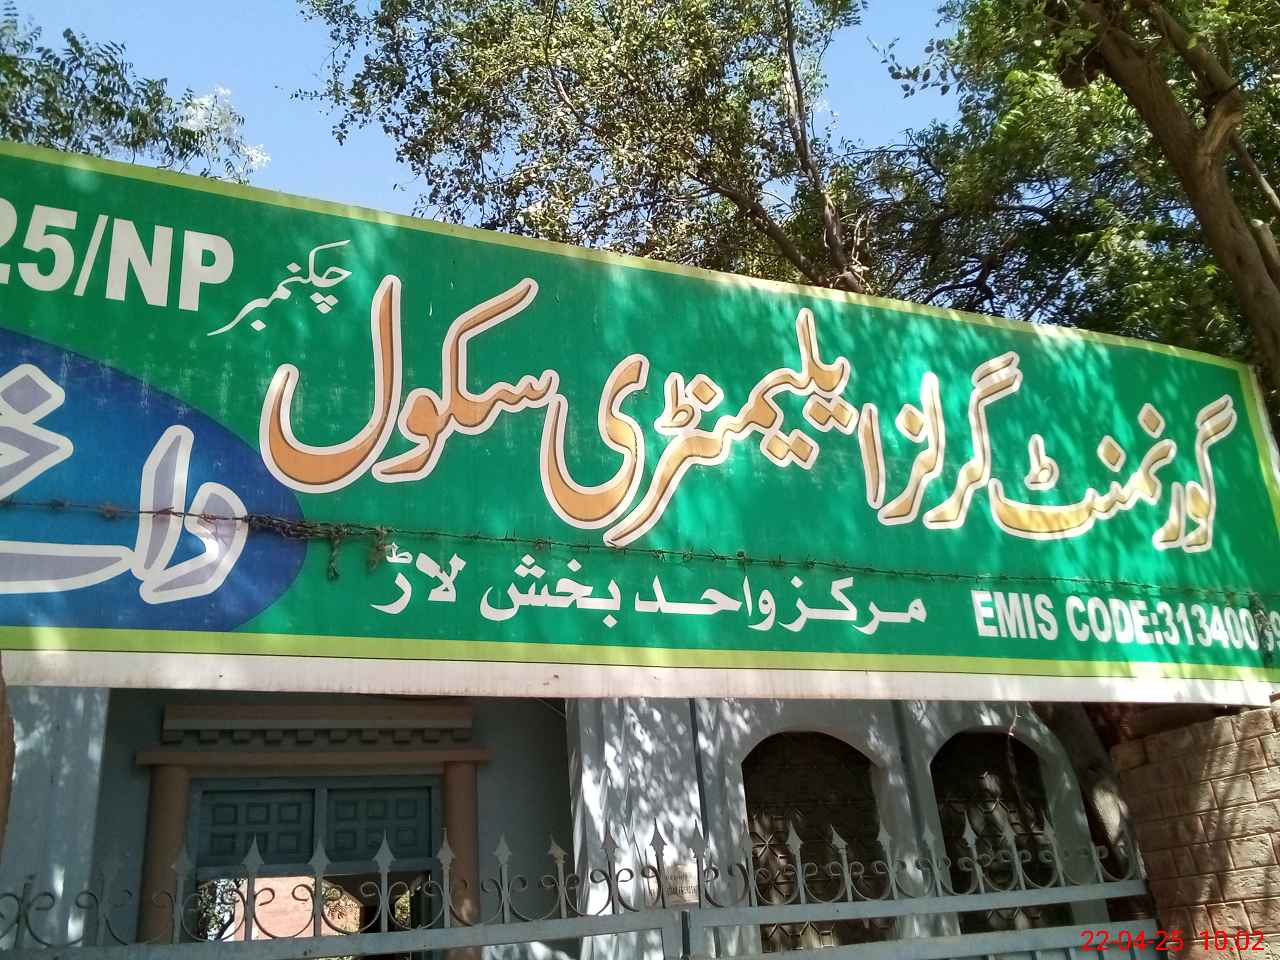 چکنمبر 25/NP
گورنمنٹ گرلز ایلیمنٹری سکول
مرکز واحد بخش لاڑ
EMIS CODE:313400
22-04-25 10:02